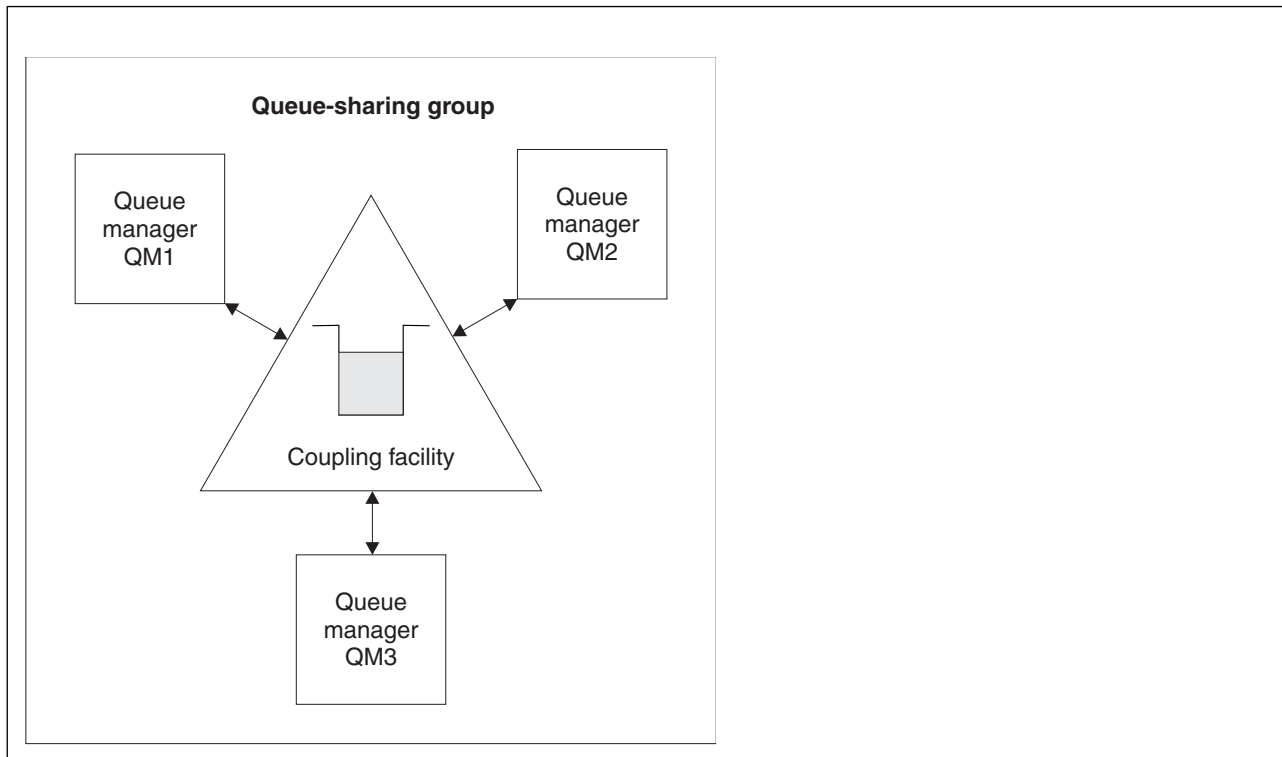 Queue-sharing group
Queue
manager
QM1
Queue
manager
QM2
Coupling facility
Queue
manager
QM3